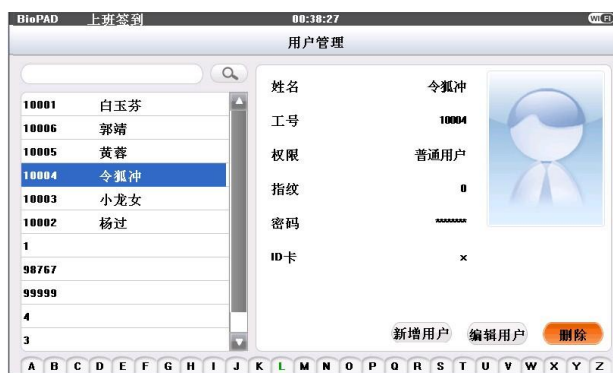 BioPAD 上班签到 00:38:27 WIFI
用户管理
10001 白玉芬
10006 郭靖
10005 黄蓉
10004 令狐冲
10003 小龙女
10002 杨过
1
98767
99999
4
3
姓名 令狐冲
工号 10004
权限 普通用户
指纹 0
密码 ********
ID卡 x
新增用户 编辑用户 删除
A B C D E F G H I J K L M N O P Q R S T U V W X Y Z